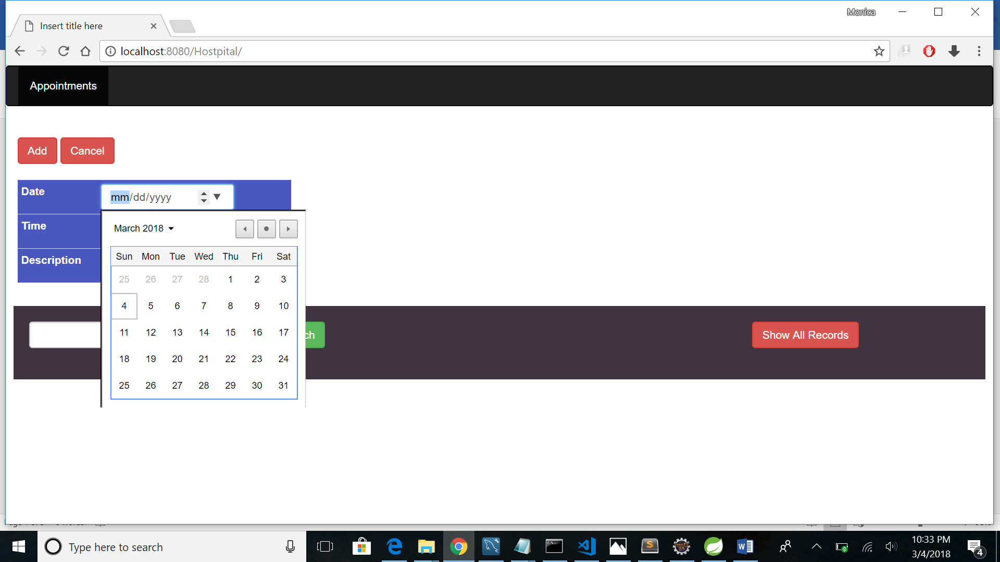 Monica
Insert title here
localhost:8080/Hostpital/
Appointments
Add Cancel
Date mm/dd/yyyy
March 2018
Time
Sun Mon Tue Wed Thu Fri Sat
Description
25 26 27 28 1 2 3
4 5 6 7 8 9 10
11 12 13 14 15 16 17
ch Show All Records
18 19 20 21 22 23 24
25 26 27 28 29 30 31
Type here to search
S
Java EE
IDE
10:33 PM
3/4/2018
4